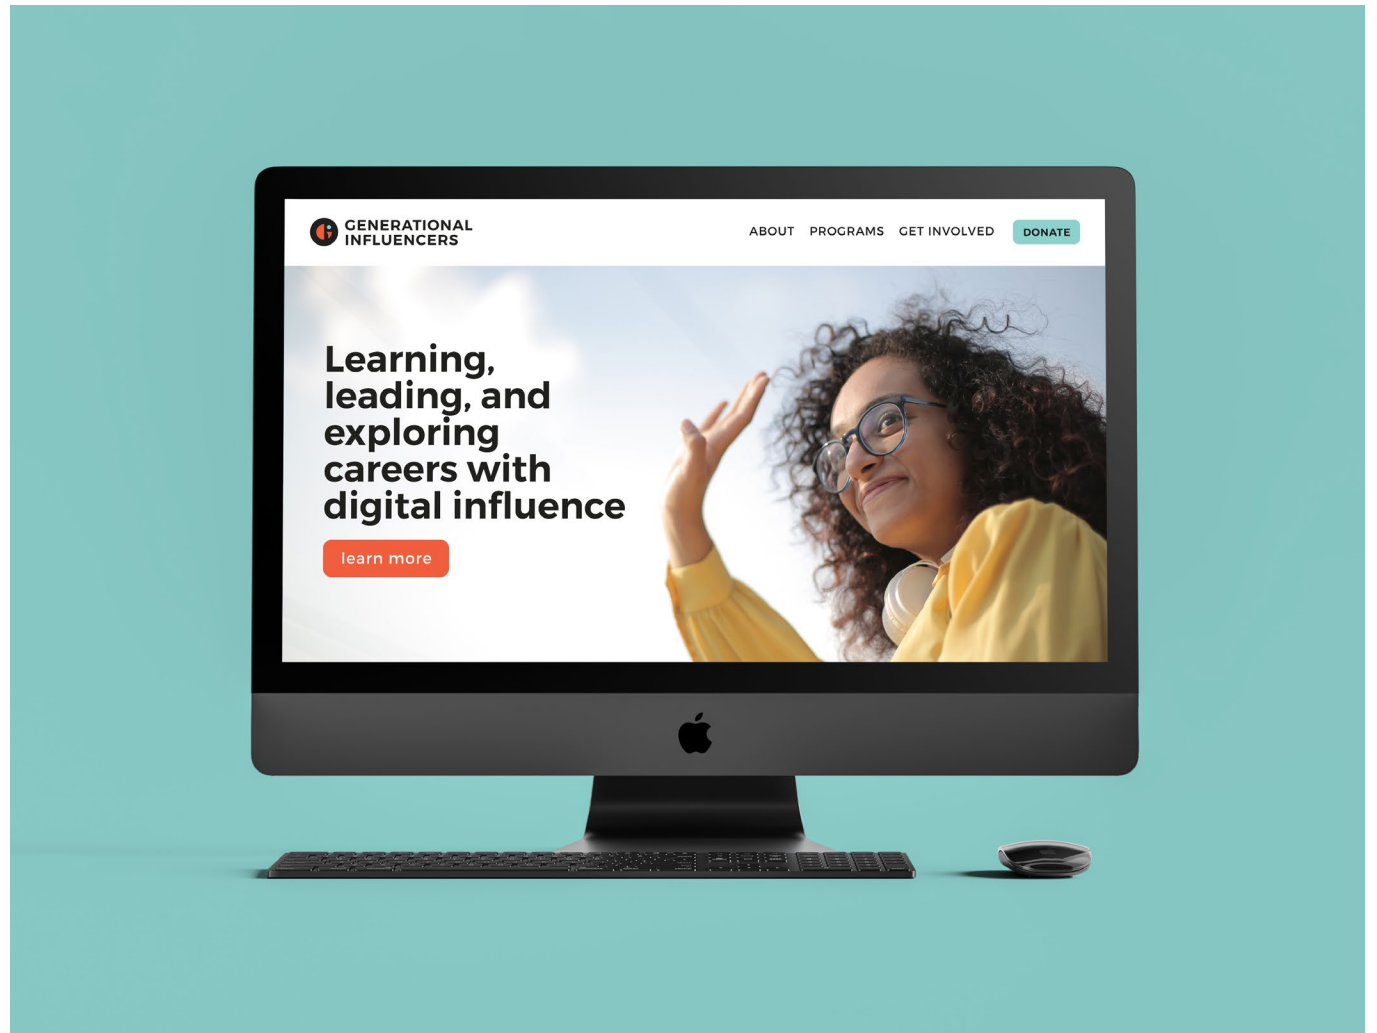 GENERATIONAL
INFLUENCERS
ABOUT PROGRAMS GET INVOLVED DONATE
Learning,
leading, and
exploring
careers with
digital influence
learn more